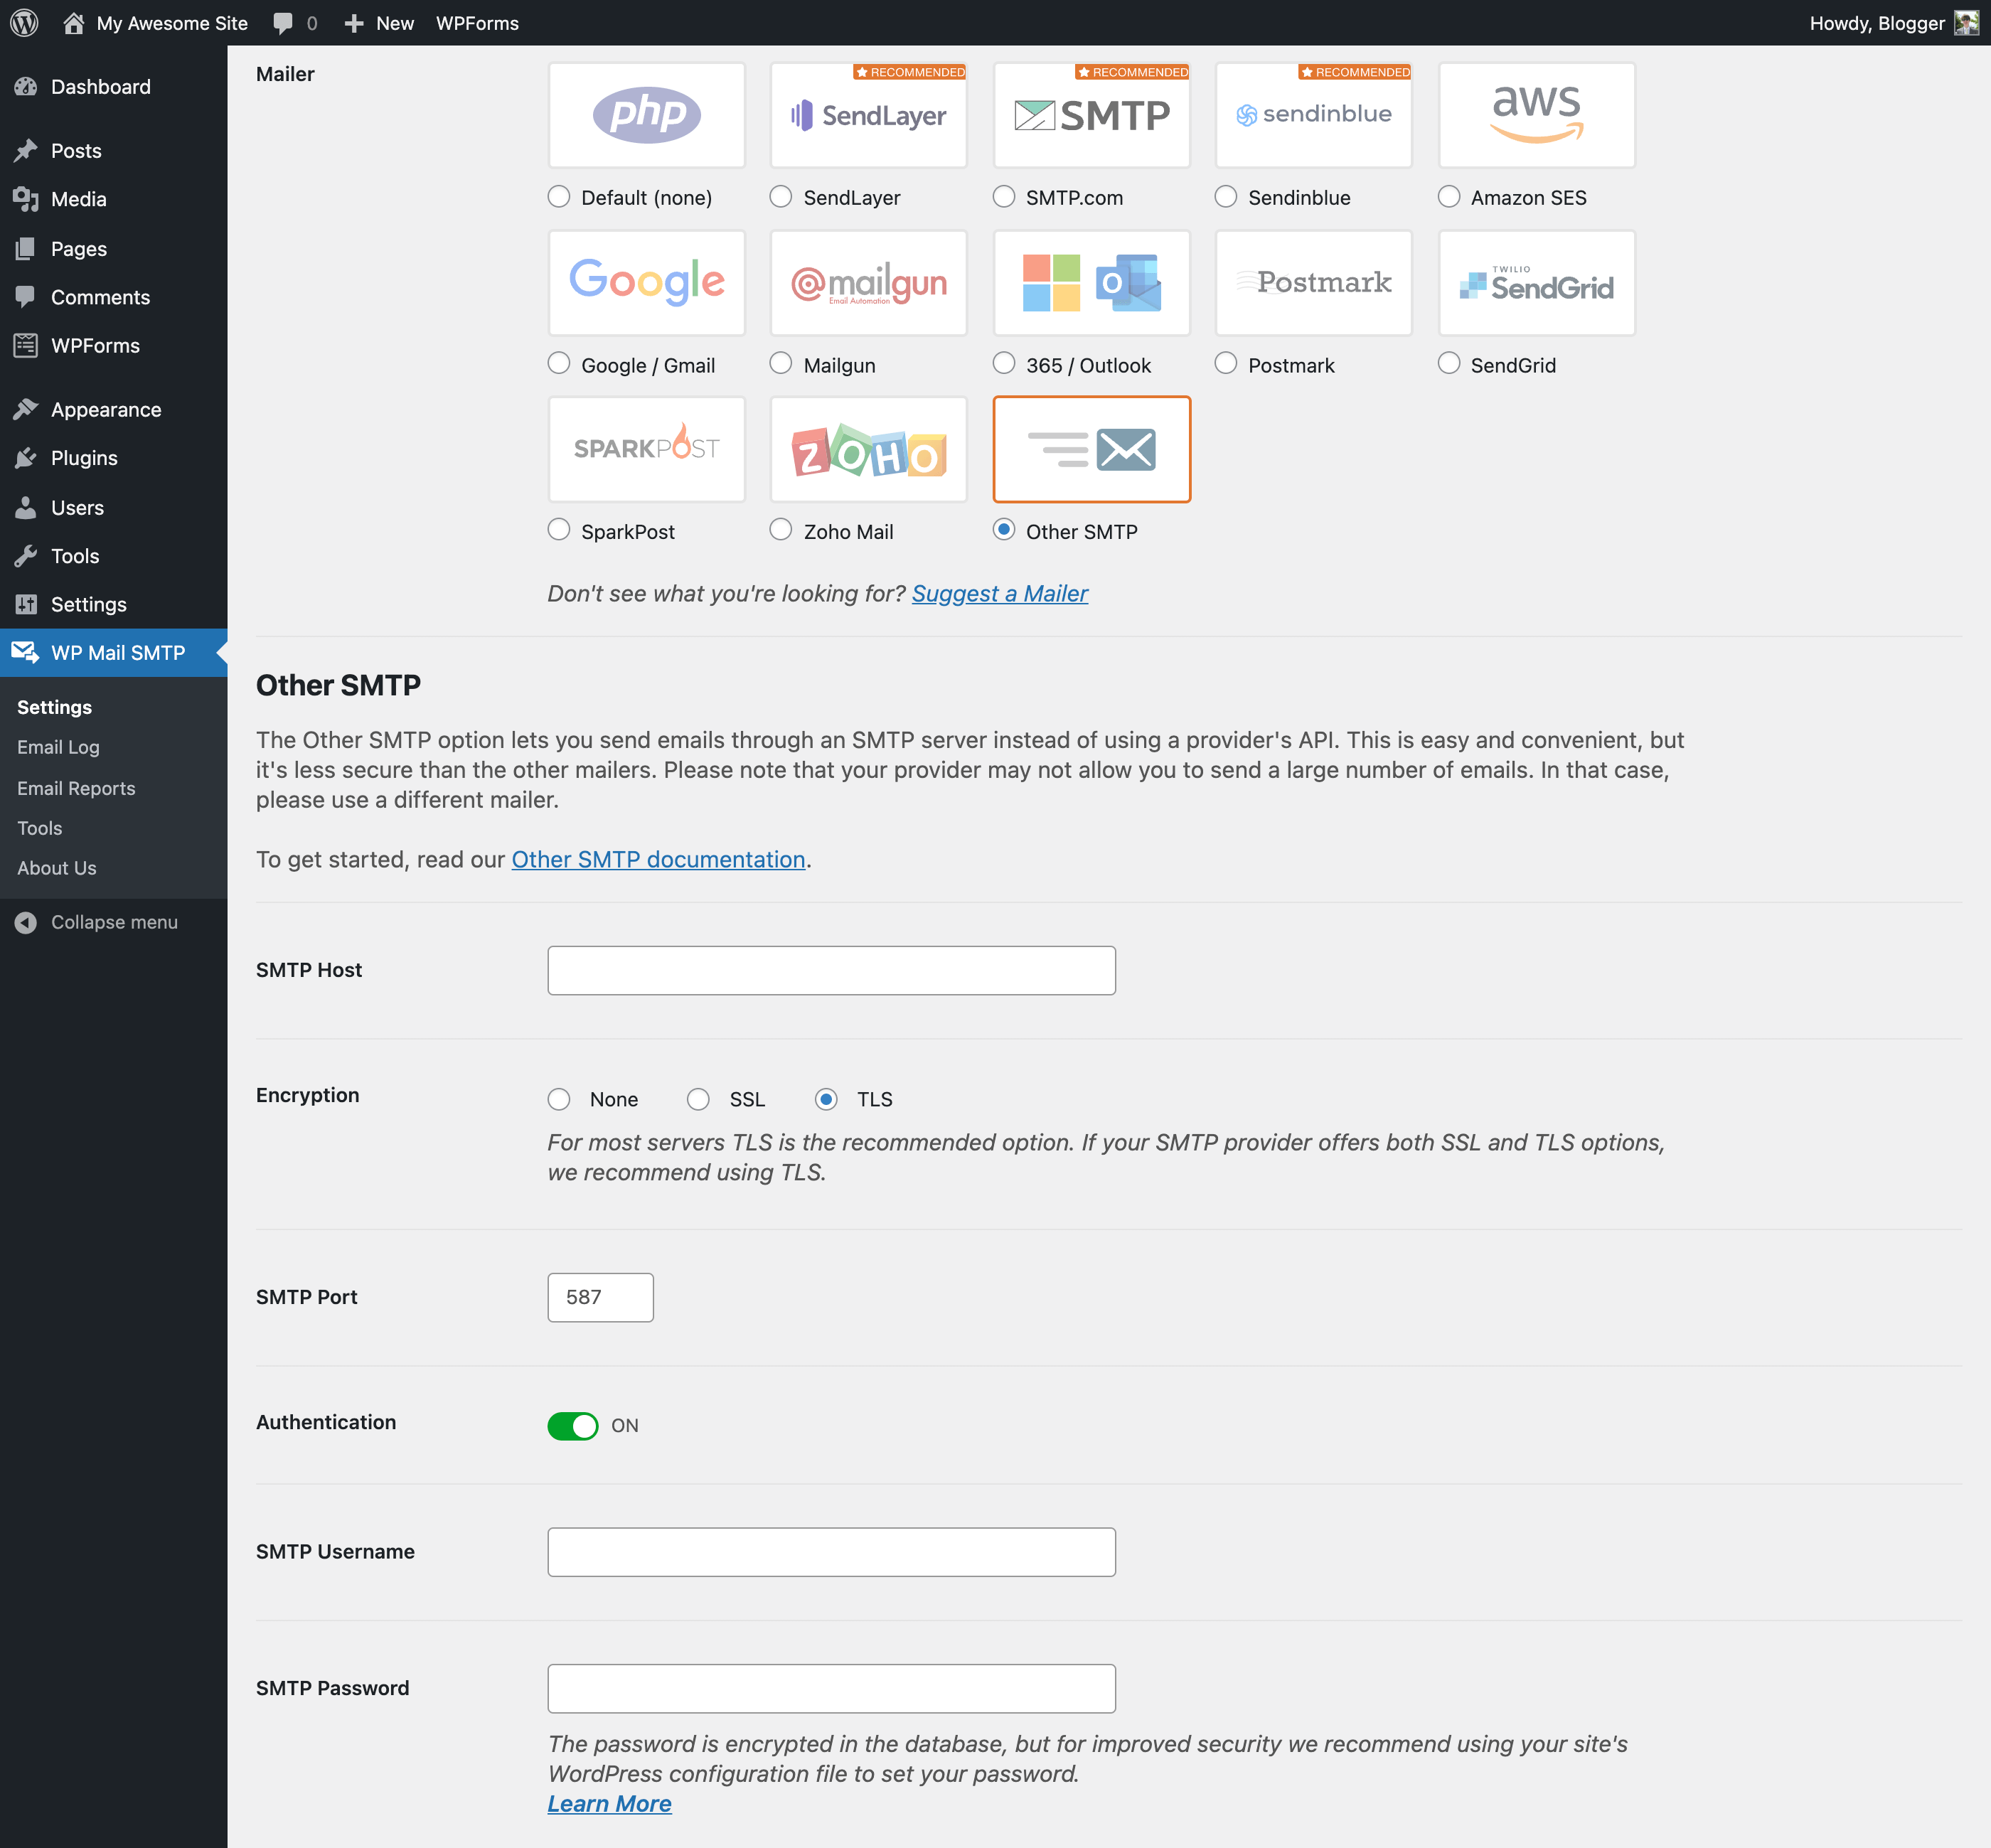 My Awesome Site 0 New WPForms Howdy, Blogger
Dashboard
Posts
Media
Pages
Comments
WPForms
Appearance
Plugins
Users
Tools
Settings
WP Mail SMTP
Settings
Email Log
Email Reports
Tools
About Us
Collapse menu
Mailer
php
RECOMMENDED
SendLayer
RECOMMENDED
SMTP
RECOMMENDED
sendinblue
aws
Default (none) SendLayer SMTP.com Sendinblue Amazon SES
Google
@mailgun
Email Automation
O
Postmark
TWILIO
SendGrid
Google / Gmail Mailgun 365 / Outlook Postmark SendGrid
SPARKPOST
ZOHO
SparkPost Zoho Mail Other SMTP
Don't see what you're looking for? Suggest a Mailer
Other SMTP
The Other SMTP option lets you send emails through an SMTP server instead of using a provider's API. This is easy and convenient, but
it's less secure than the other mailers. Please note that your provider may not allow you to send a large number of emails. In that case,
please use a different mailer.
To get started, read our Other SMTP documentation.
SMTP Host
Encryption None SSL TLS
For most servers TLS is the recommended option. If your SMTP provider offers both SSL and TLS options,
we recommend using TLS.
SMTP Port 587
Authentication ON
SMTP Username
SMTP Password
The password is encrypted in the database, but for improved security we recommend using your site's
WordPress configuration file to set your password.
Learn More